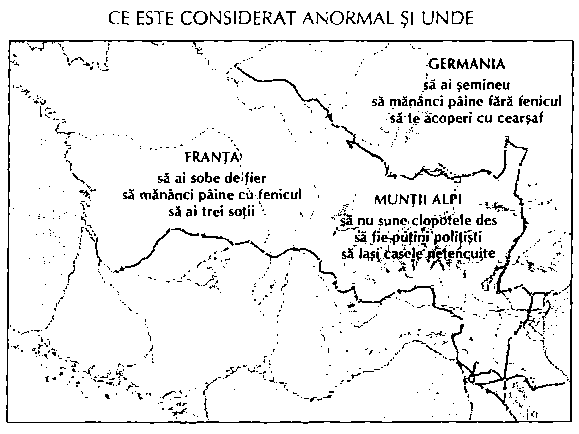 CE ESTE CONSIDERAT ANORMAL ȘI UNDE
GERMANIA
să ai șemineu
să mănânci pâine fără fenicul
să te acoperi cu cearșaf
FRANȚA
să ai sobe de fier
să mănânci pâine cu fenicul
să ai trei soții
MUNȚII ALPI
să nu sune clopotele des
să fie puțini polițiști
să lași casele netencuite